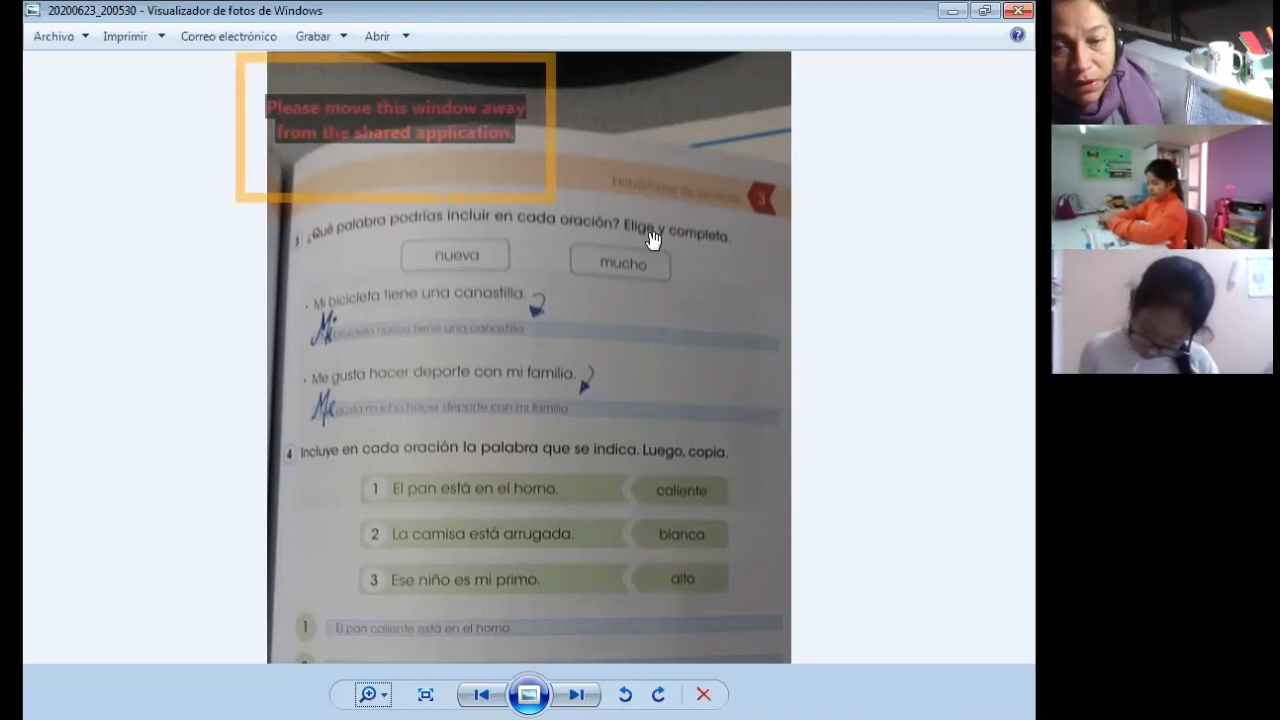 20200623_200530 - Visualizador de fotos de Windows
Archivo Imprimir Correo electrónico Grabar Abrir
Please move this window away
from the shared application.
Habilidades de escritura 3
3 ¿Qué palabra podrías incluir en cada oración? Elige y completa.
nueva mucho
• Mi bicicleta tiene una canastilla.
Mi bicicleta nueva tiene una canastilla
• Me gusta hacer deporte con mi familia.
Me gusta mucho hacer deporte con mi familia
4 Incluye en cada oración la palabra que se indica. Luego, copia.
1 El pan está en el horno. caliente
2 La camisa está arrugada. blanca
3 Ese niño es mi primo. alto
1 El pan caliente está en el horno